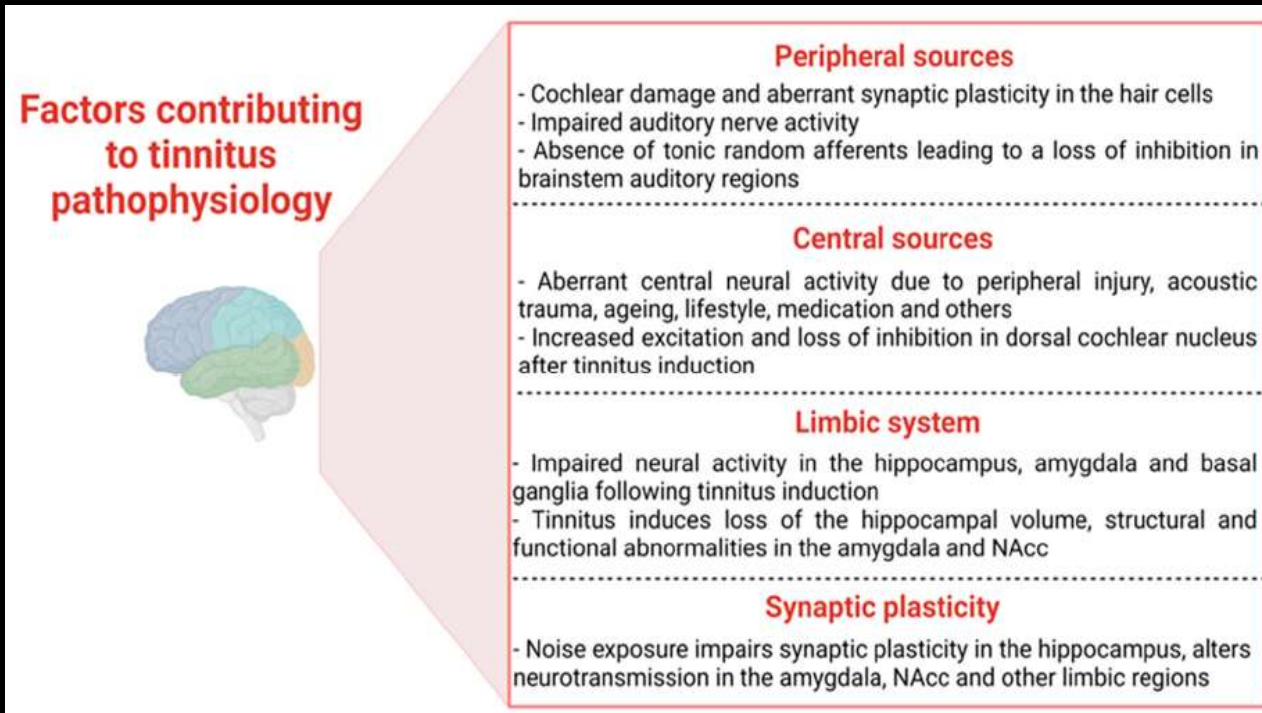 Factors contributing
to tinnitus
pathophysiology
Peripheral sources
- Cochlear damage and aberrant synaptic plasticity in the hair cells
- Impaired auditory nerve activity
- Absence of tonic random afferents leading to a loss of inhibition in
brainstem auditory regions
Central sources
- Aberrant central neural activity due to peripheral injury, acoustic
trauma, ageing, lifestyle, medication and others
- Increased excitation and loss of inhibition in dorsal cochlear nucleus
after tinnitus induction
Limbic system
- Impaired neural activity in the hippocampus, amygdala and basal
ganglia following tinnitus induction
- Tinnitus induces loss of the hippocampal volume, structural and
functional abnormalities in the amygdala and NAcc
Synaptic plasticity
- Noise exposure impairs synaptic plasticity in the hippocampus, alters
neurotransmission in the amygdala, NAcc and other limbic regions